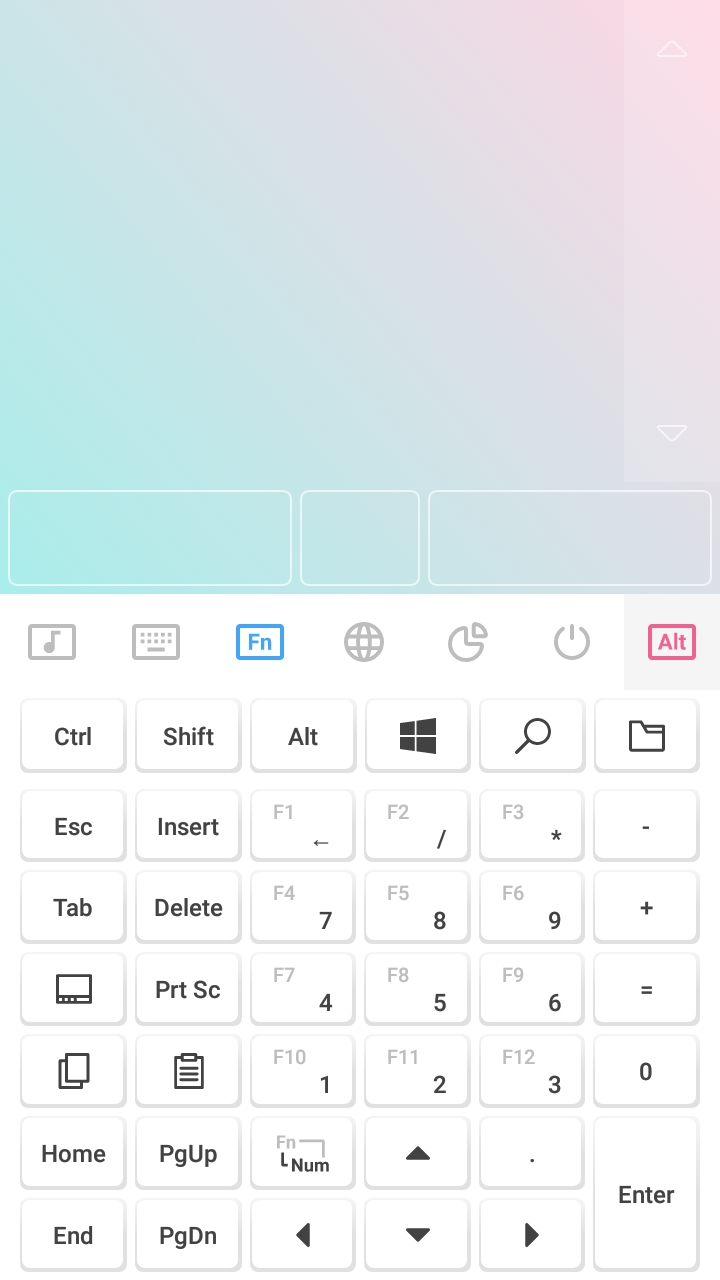 Fn Alt
Ctrl Shift Alt
Esc Insert F1 ← F2 / F3 * -
Tab Delete F4 7 F5 8 F6 9 +
Prt Sc F7 4 F8 5 F9 6 =
F10 1 F11 2 F12 3 0
Home PgUp Fn Num .
Enter
End PgDn